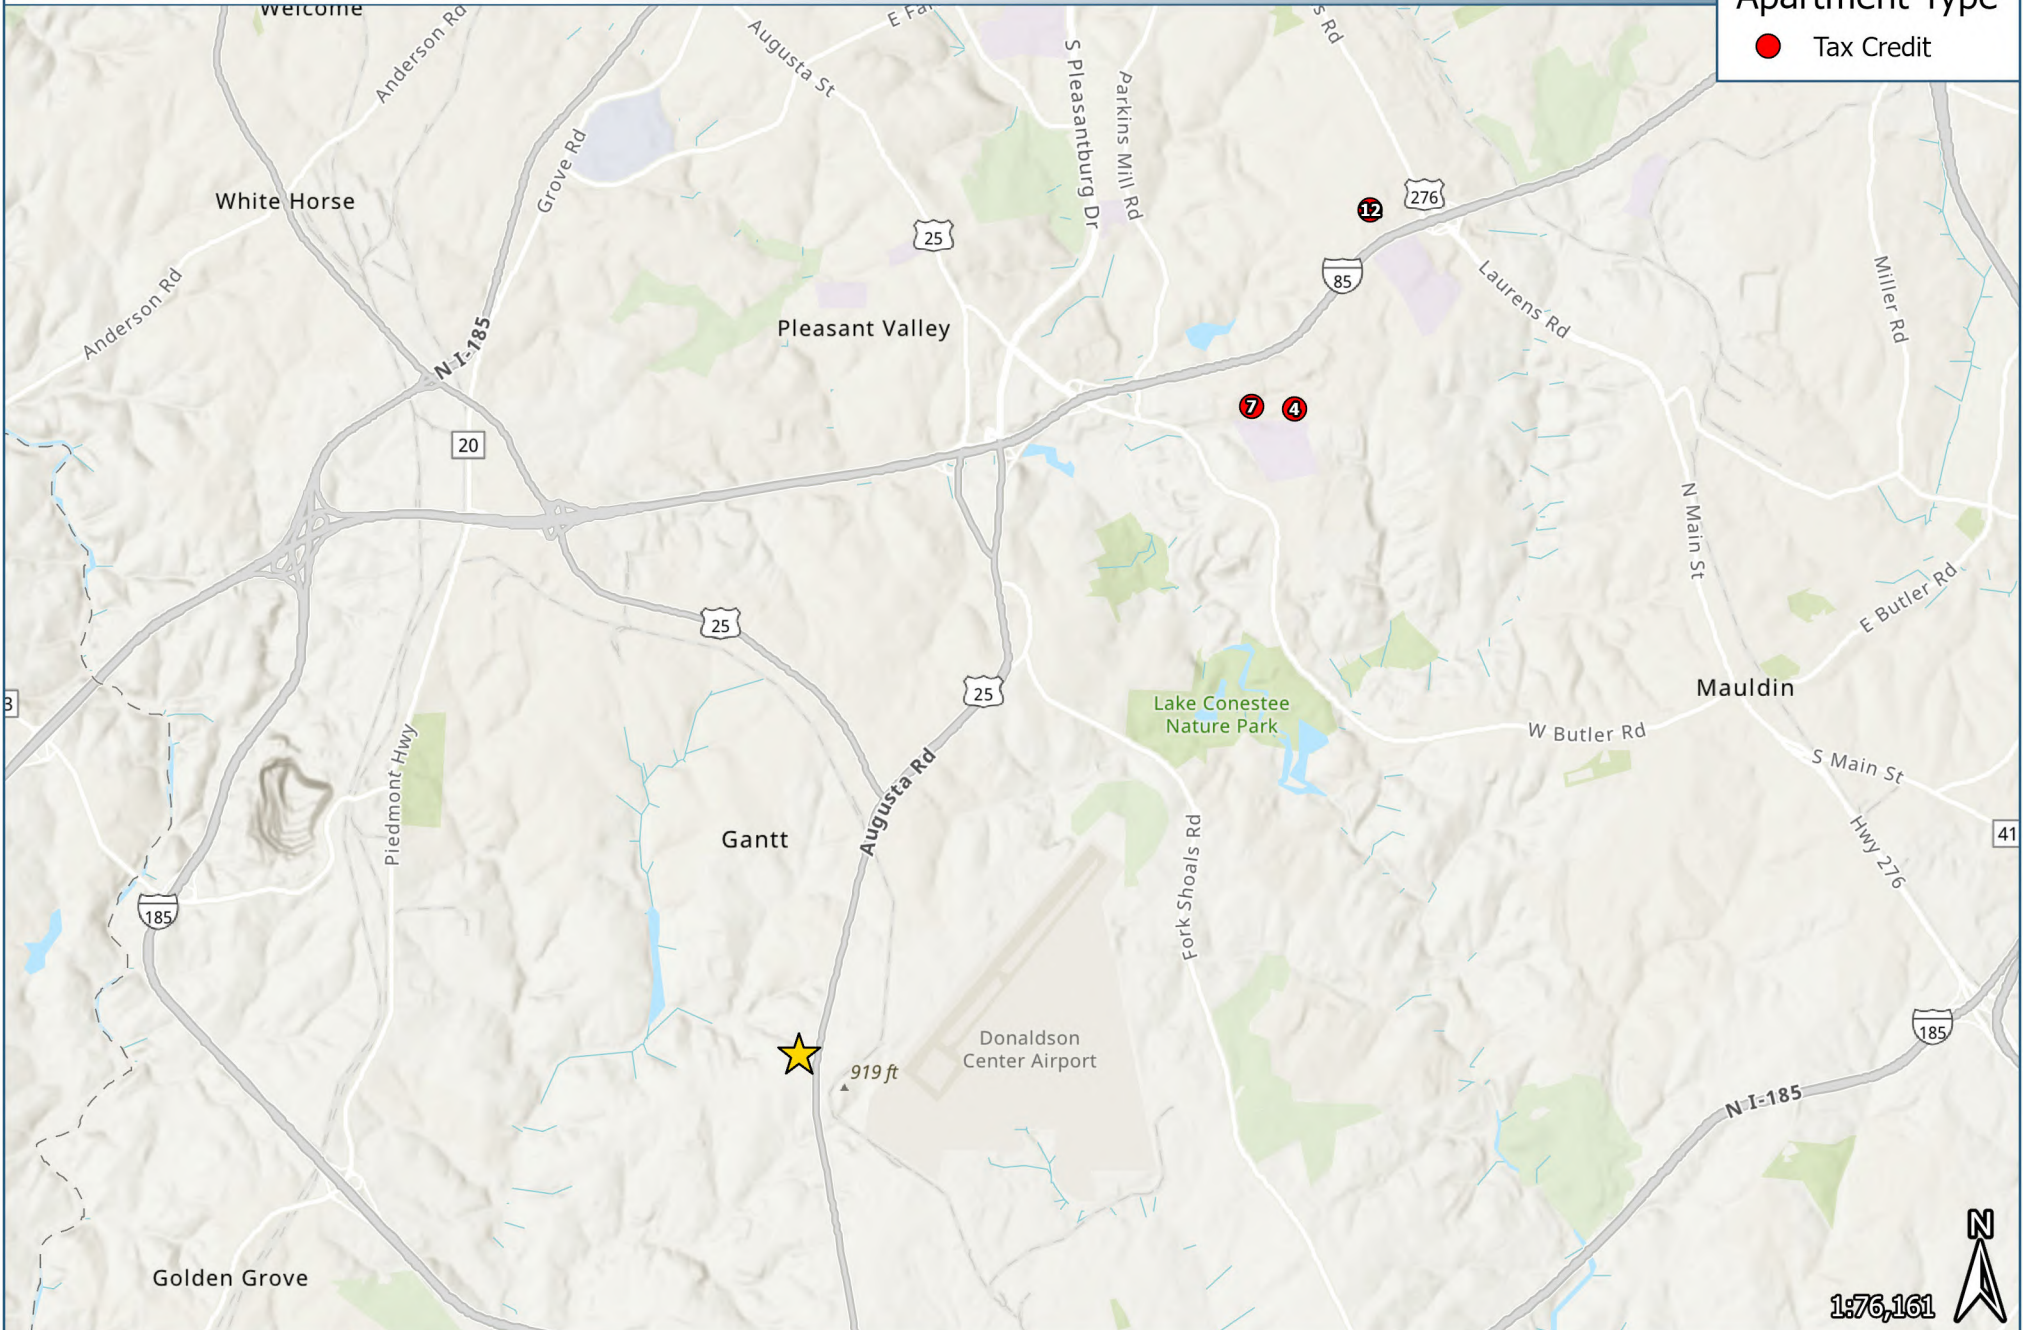 Welcome
Anderson Rd
Augusta St
S Pleasantburg Dr
Parkins Mill Rd
s Rd
Apartment Type
Tax Credit
Grove Rd
White Horse
25
12
276
85
Anderson Rd
N I-185
Pleasant Valley
Laurens Rd
Miller Rd
20
7
4
N Main St
25
E Butler Rd
25
Lake Conestee
Nature Park
Mauldin
3
W Butler Rd
S Main St
Piedmont Hwy
Augusta Rd
Gantt
Fork Shoals Rd
41
Hwy 276
185
Donaldson
Center Airport
919 ft
185
N I-185
Golden Grove
N
1:76,161